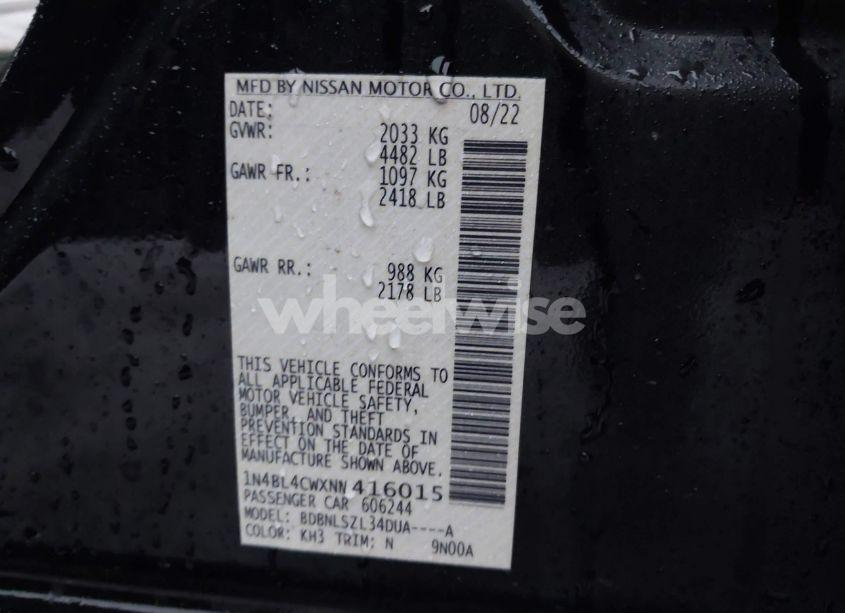 MFD BY NISSAN MOTOR CO., LTD.
DATE: 08/22
GVWR: 2033 KG
4482 LB
GAWR FR.: 1097 KG
2418 LB
GAWR RR.: 988 KG
2178 LB
wheelwise
THIS VEHICLE CONFORMS TO
ALL APPLICABLE FEDERAL
MOTOR VEHICLE SAFETY,
BUMPER, AND THEFT
PREVENTION STANDARDS IN
EFFECT ON THE DATE OF
MANUFACTURE SHOWN ABOVE.
1N4BL4CWXNN416015
PASSENGER CAR 606244
MODEL: BDBNLSZL34DUA----A
COLOR: KH3 TRIM: N 9N00A